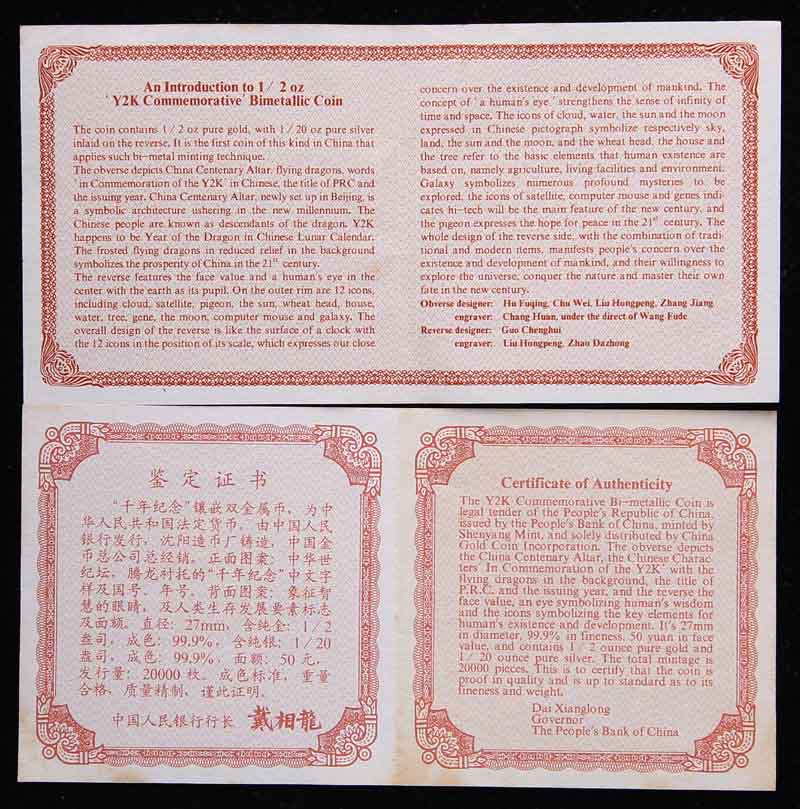 An Introduction to 1／2 oz
‘Y2K Commemorative’ Bimetallic Coin
The coin contains 1／2 oz pure gold, with 1／20 oz pure silver
inlaid on the reverse. It is the first coin of this kind in China that
applies such bi-metal minting technique.
The obverse depicts China Centenary Altar, flying dragons, words
‘in Commemoration of the Y2K’ in Chinese, the title of PRC and
the issuing year. China Centenary Altar, newly set up in Beijing, is
a symbolic architecture ushering in the new millennium. The
Chinese people are known as descendants of the dragon. Y2K
happens to be Year of the Dragon in Chinese Lunar Calendar.
The frosted flying dragons in reduced relief in the background
symbolizes the prosperity of China in the 21st century.
The reverse features the face value and a human's eye in the
center with the earth as its pupil. On the outer rim are 12 icons,
including cloud, satellite, pigeon, the sun, wheat head, house,
water, tree, gene, the moon, computer mouse and galaxy. The
overall design of the reverse is like the surface of a clock with
the 12 icons in the position of its scale, which expresses our close
concern over the existence and development of mankind. The
concept of ‘a human's eye’ strengthens the sense of infinity of
time and space. The icons of cloud, water, the sun and the moon
expressed in Chinese pictograph symbolize respectively sky,
land, the sun and the moon, and the wheat head, the house and
the tree refer to the basic elements that human existence are
based on, namely agriculture, living facilities and environment.
Galaxy symbolizes numerous profound mysteries to be
explored, the icons of satellite, computer mouse and genes indi-
cates hi-tech will be the main feature of the new century, and
the pigeon expresses the hope for peace in the 21st century. The
whole design of the reverse side, with the combination of tradi
tional and modern items, manifests people's concern over the
existence and development of mankind, and their willingness to
explore the universe, conquer the nature and master their own
fate in the new century.
Obverse designer: Hu Fuqing, Chu Wei, Liu Hongpeng, Zhang Jiang
engraver: Chang Huan, under the direct of Wang Fude
Reverse designer: Guo Chenghui
engraver: Liu Hongpeng, Zhao Dazhong
鉴定证书
“千年纪念”镶嵌双金属币，为中
华人民共和国法定货币，由中国人民
银行发行，沈阳造币厂铸造，中国金
币总公司总经销。正面图案：中华世
纪坛，腾龙衬托的“千年纪念”中文字
样及国号、年号。背面图案：象征智
慧的眼睛，及人类生存发展要素标志
及面额。直径：27mm，含纯金：1/2
盎司，成色：99.9%，含纯银：1/20
盎司，成色：99.9%，面额：50元，
发行量：20000枚。成色标准，重量
合格，质量精制，谨此证明。
中国人民银行行长 戴相龍
Certificate of Authenticity
The Y2K Commemorative Bi-metallic Coin is
legal tender of the People's Republic of China,
issued by the People's Bank of China, minted by
Shenyang Mint, and solely distributed by China
Gold Coin Incorporation. The obverse depicts
the China Centenary Altar, the Chinese Charac
ters ‘In Commemoration of the Y2K’ with the
flying dragons in the background, the title of
P.R.C. and the issuing year, and the reverse the
face value, an eye symbolizing human's wisdom
and the icons symbolizing the key elements for
human's existence and development. It's 27mm
in diameter, 99.9% in fineness, 50 yuan in face
value, and contains 1／2 ounce pure gold and
1／20 ounce pure silver. The total mintage is
20000 pieces. This is to certify that the coin is
proof in quality and is up to standard as to its
fineness and weight.
Dai Xianglong
Governor
The People's Bank of China